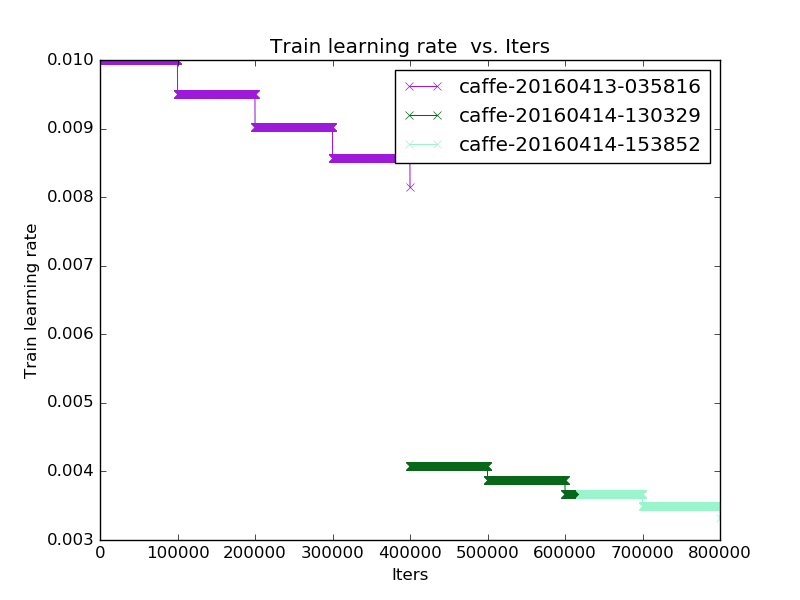 Train learning rate vs. Iters
0.010
0.009
0.008
0.007
0.006
0.005
0.004
0.003
Train learning rate
caffe-20160413-035816
caffe-20160414-130329
caffe-20160414-153852
0 100000 200000 300000 400000 500000 600000 700000 800000
Iters